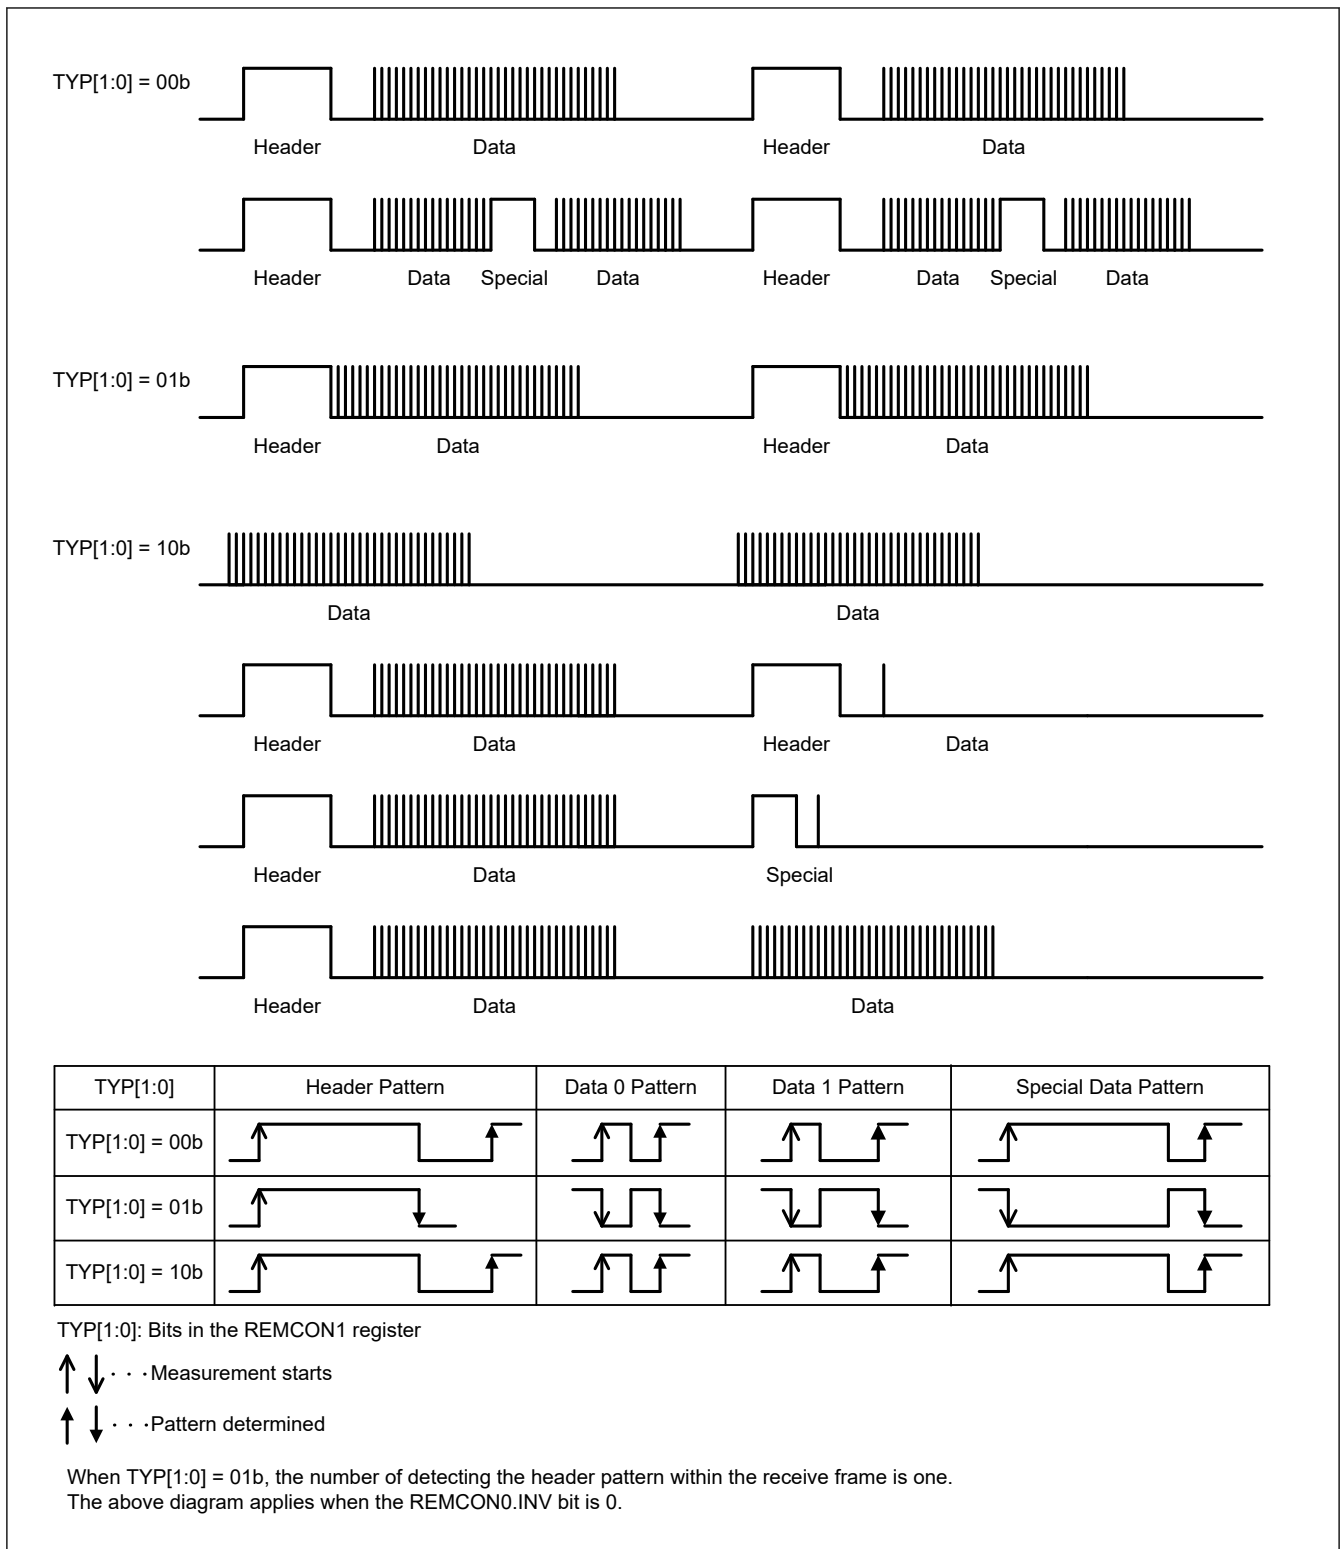 TYP[1:0] = 00b
Header Data Header Data
Header Data Special Data Header Data Special Data
TYP[1:0] = 01b
Header Data Header Data
TYP[1:0] = 10b
Data Data
Header Data Header Data
Header Data Special
Header Data Data
TYP[1:0] Header Pattern Data 0 Pattern Data 1 Pattern Special Data Pattern
TYP[1:0] = 00b
TYP[1:0] = 01b
TYP[1:0] = 10b
TYP[1:0]: Bits in the REMCON1 register
· · · Measurement starts
· · · Pattern determined
When TYP[1:0] = 01b, the number of detecting the header pattern within the receive frame is one.
The above diagram applies when the REMCON0.INV bit is 0.